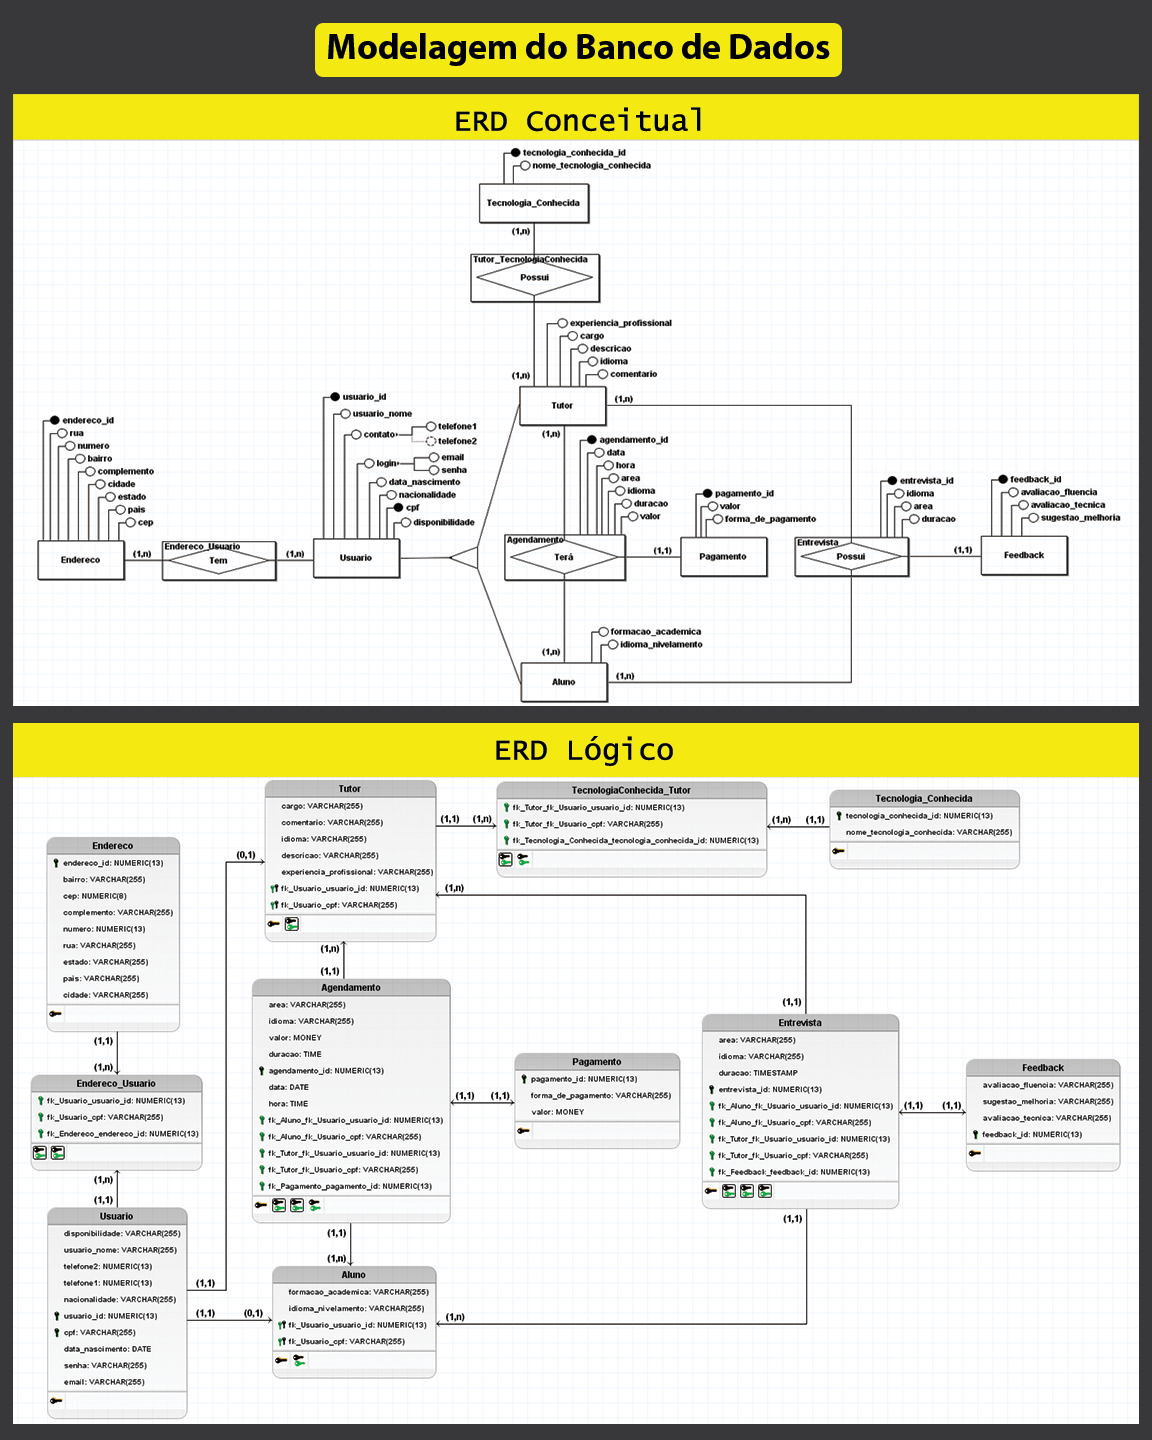 Modelagem do Banco de Dados
ERD Conceitual
tecnologia_conhecida_id
nome_tecnologia_conhecida
Tecnologia_Conhecida
(1,n)
Tutor_TecnologiaConhecida
Possui
experiencia_profissional
cargo
descricao
idioma
comentario
(1,n)
Tutor
(1,n)
(1,n)
endereco_id
rua
numero
bairro
complemento
cidade
estado
pais
cep
Endereco
(1,n)
Endereco_Usuario
Tem
(1,n)
usuario_id
usuario_nome
contato
telefone1
telefone2
login
email
senha
data_nascimento
nacionalidade
cpf
disponibilidade
Usuario
agendamento_id
data
hora
area
idioma
duracao
valor
Agendamento
Terá
(1,1)
pagamento_id
valor
forma_de_pagamento
Pagamento
entrevista_id
idioma
area
duracao
Entrevista
Possui
(1,1)
feedback_id
avaliacao_fluencia
avaliacao_tecnica
sugestao_melhoria
Feedback
formacao_academica
idioma_nivelamento
(1,n)
Aluno
(1,n)
ERD Lógico
Tutor
cargo: VARCHAR(255)
comentario: VARCHAR(255)
idioma: VARCHAR(255)
descricao: VARCHAR(255)
experiencia_profissional: VARCHAR(255)
fk_Usuario_usuario_id: NUMERIC(13)
fk_Usuario_cpf: VARCHAR(255)
(1,1)
(1,n)
TecnologiaConhecida_Tutor
fk_Tutor_fk_Usuario_usuario_id: NUMERIC(13)
fk_Tutor_fk_Usuario_cpf: VARCHAR(255)
fk_Tecnologia_Conhecida_tecnologia_conhecida_id: NUMERIC(13)
(1,n)
(1,1)
Tecnologia_Conhecida
tecnologia_conhecida_id: NUMERIC(13)
nome_tecnologia_conhecida: VARCHAR(255)
Endereco
endereco_id: NUMERIC(13)
bairro: VARCHAR(255)
cep: NUMERIC(8)
complemento: VARCHAR(255)
numero: NUMERIC(13)
rua: VARCHAR(255)
estado: VARCHAR(255)
pais: VARCHAR(255)
cidade: VARCHAR(255)
(0,1)
(1,n)
(1,n)
(1,1)
(1,1)
(1,n)
Agendamento
area: VARCHAR(255)
idioma: VARCHAR(255)
valor: MONEY
duracao: TIME
agendamento_id: NUMERIC(13)
data: DATE
hora: TIME
fk_Aluno_fk_Usuario_usuario_id: NUMERIC(13)
fk_Aluno_fk_Usuario_cpf: VARCHAR(255)
fk_Tutor_fk_Usuario_usuario_id: NUMERIC(13)
fk_Tutor_fk_Usuario_cpf: VARCHAR(255)
fk_Pagamento_pagamento_id: NUMERIC(13)
(1,1)
(1,1)
Pagamento
pagamento_id: NUMERIC(13)
forma_de_pagamento: VARCHAR(255)
valor: MONEY
(1,1)
Entrevista
area: VARCHAR(255)
idioma: VARCHAR(255)
duracao: TIMESTAMP
entrevista_id: NUMERIC(13)
fk_Aluno_fk_Usuario_usuario_id: NUMERIC(13)
fk_Aluno_fk_Usuario_cpf: VARCHAR(255)
fk_Tutor_fk_Usuario_usuario_id: NUMERIC(13)
fk_Tutor_fk_Usuario_cpf: VARCHAR(255)
fk_Feedback_feedback_id: NUMERIC(13)
(1,1)
(1,1)
Feedback
avaliacao_fluencia: VARCHAR(255)
sugestao_melhoria: VARCHAR(255)
avaliacao_tecnica: VARCHAR(255)
feedback_id: NUMERIC(13)
Endereco_Usuario
fk_Usuario_usuario_id: NUMERIC(13)
fk_Usuario_cpf: VARCHAR(255)
fk_Endereco_endereco_id: NUMERIC(13)
(1,n)
(1,1)
Usuario
disponibilidade: VARCHAR(255)
usuario_nome: VARCHAR(255)
telefone2: NUMERIC(13)
telefone1: NUMERIC(13)
nacionalidade: VARCHAR(255)
usuario_id: NUMERIC(13)
cpf: VARCHAR(255)
data_nascimento: DATE
senha: VARCHAR(255)
email: VARCHAR(255)
(1,1)
(1,1)
(0,1)
(1,1)
(1,n)
Aluno
formacao_academica: VARCHAR(255)
idioma_nivelamento: VARCHAR(255)
fk_Usuario_usuario_id: NUMERIC(13)
fk_Usuario_cpf: VARCHAR(255)
(1,n)
(1,1)